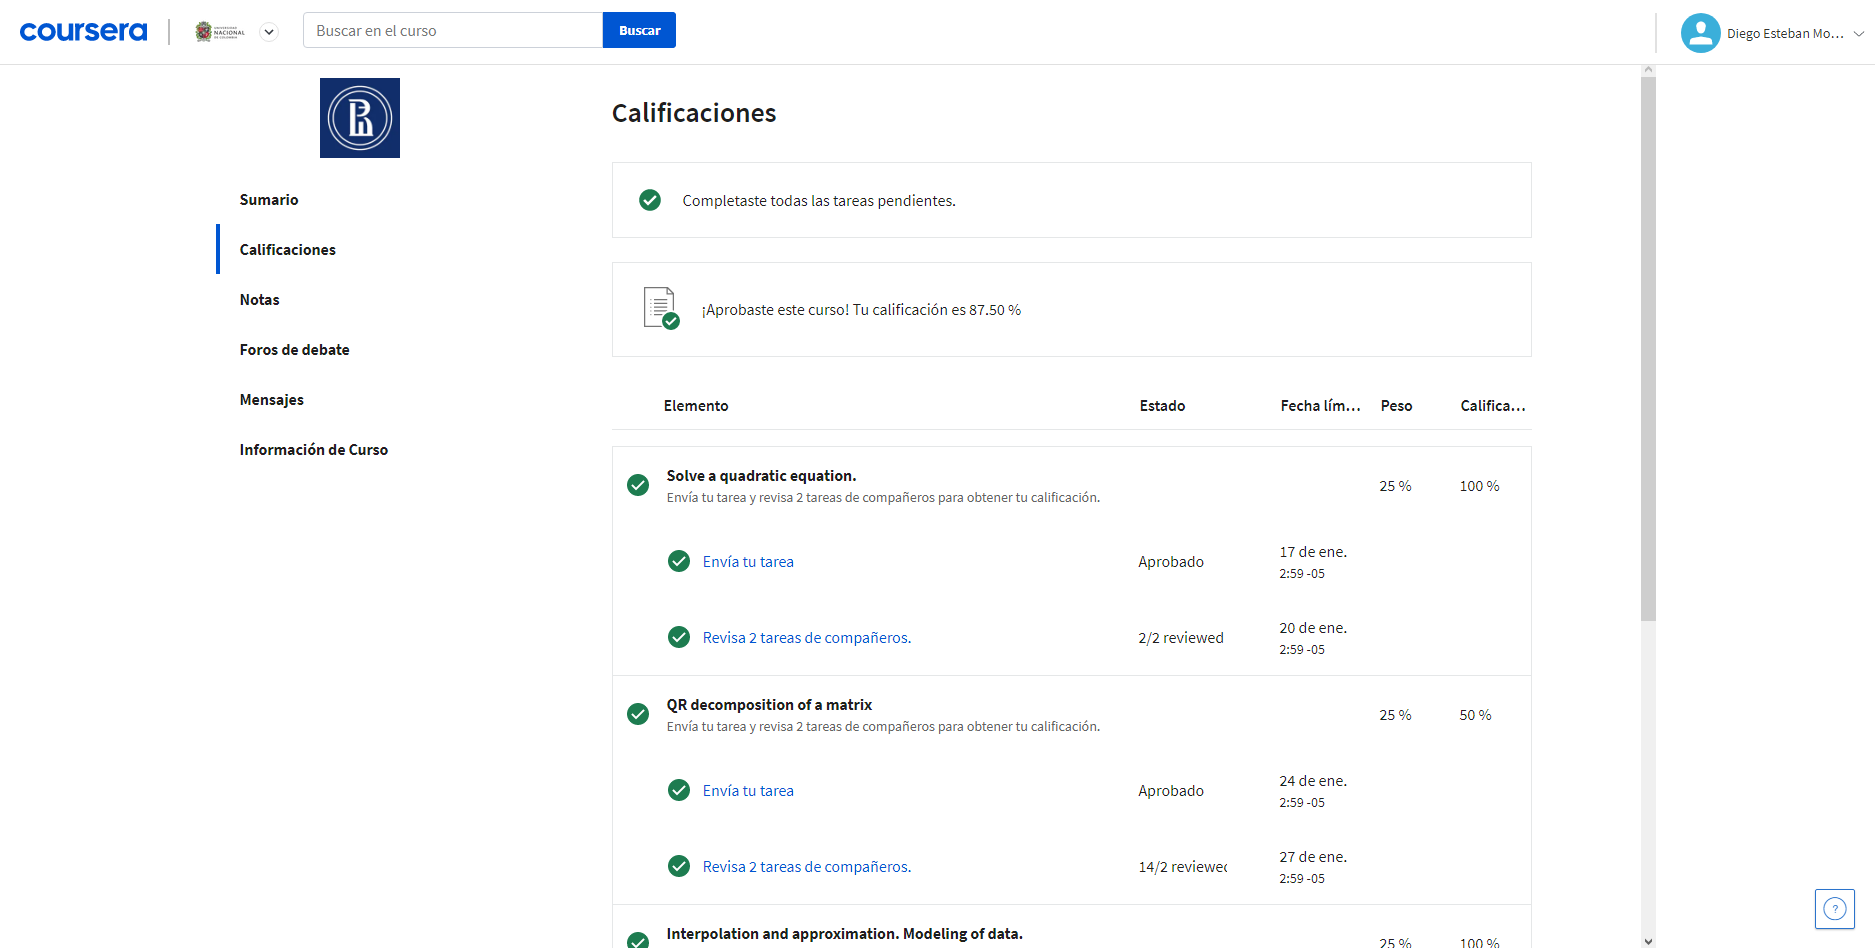 coursera
UNIVERSIDAD
NACIONAL
DE COLOMBIA
Buscar en el curso
Buscar
Diego Esteban Mo...
Sumario
Calificaciones
Notas
Foros de debate
Mensajes
Información de Curso
Calificaciones
Completaste todas las tareas pendientes.
¡Aprobaste este curso! Tu calificación es 87.50 %
Elemento Estado Fecha lím... Peso Califica...
Solve a quadratic equation. 25 % 100 %
Envía tu tarea y revisa 2 tareas de compañeros para obtener tu calificación.
Envía tu tarea Aprobado 17 de ene.
2:59 -05
Revisa 2 tareas de compañeros. 2/2 reviewed 20 de ene.
2:59 -05
QR decomposition of a matrix 25 % 50 %
Envía tu tarea y revisa 2 tareas de compañeros para obtener tu calificación.
Envía tu tarea Aprobado 24 de ene.
2:59 -05
Revisa 2 tareas de compañeros. 14/2 reviewed 27 de ene.
2:59 -05
Interpolation and approximation. Modeling of data. 25 % 100 %
?